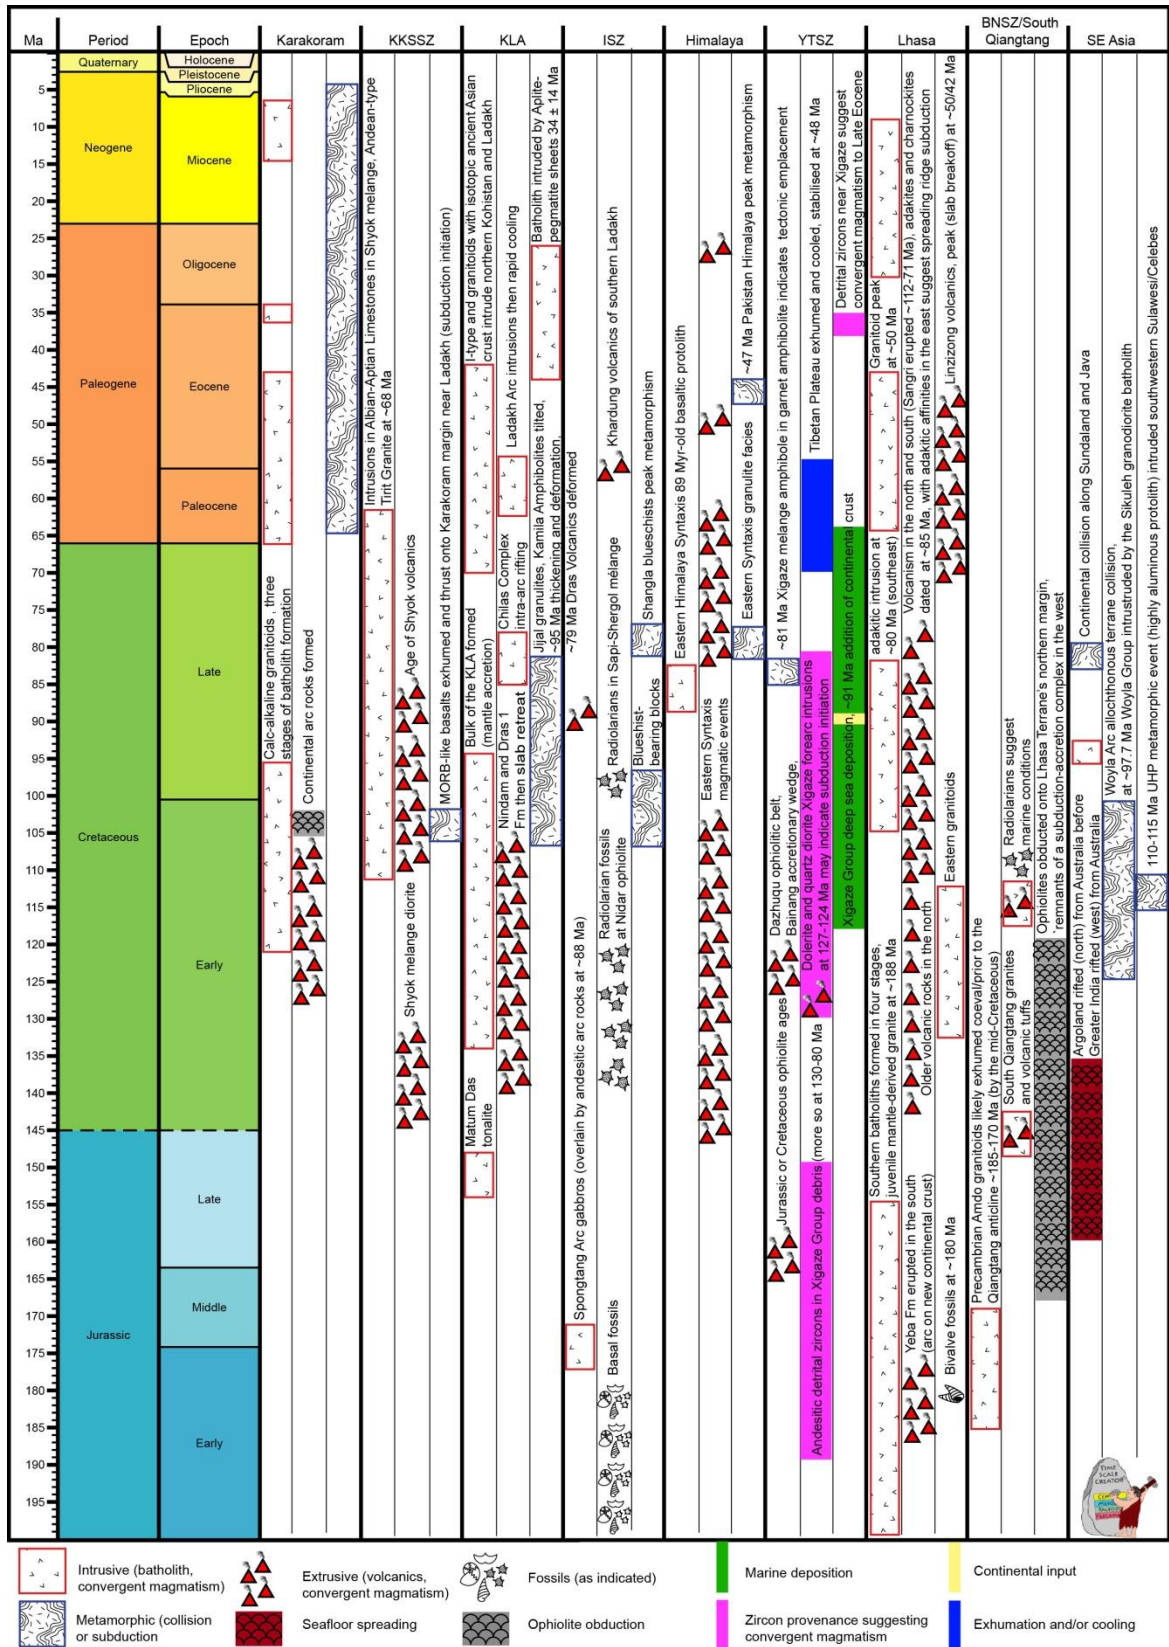 BNSZ/South
Ma Period Epoch Karakoram KKSSZ KLA ISZ Himalaya YTSZ Lhasa Qiangtang SE Asia
Quaternary
Neogene
Paleogene
Cretaceous
Jurassic
Holocene
Pleistocene
Pliocene
Miocene
Oligocene
Eocene
Paleocene
Late
Early
Late
Middle
Early
5
10
15
20
25
30
35
40
45
50
55
60
65
70
75
80
85
90
95
100
105
110
115
120
125
130
135
140
145
150
155
160
165
170
175
180
185
190
195
Calc-alkaline granitoids , three
stages of batholith formation
Continental arc rocks formed
Intrusions in Albian-Aptian Limestones in Shyok melange, Andean-type
Tirit Granite at ~68 Ma
Age of Shyok volcanics
Shyok melange diorite
MORB-like basalts exhumed and thrust onto Karakoram margin near Ladakh (subduction initiation)
I-type and granitoids with isotopic ancient Asian
crust intrude northern Kohistan and Ladakh
Bulk of the KLA formed
(mantle accretion)
Matum Das
tonalite
Ladakh Arc intrusions then rapid cooling
Chilas Complex
intra-arc rifting
Nindam and Dras 1
Fm then slab retreat
Batholith intruded by Aplite-
pegmatite sheets 34 ± 14 Ma
Jijal granulites, Kamila Amphibolites tilted,
~95 Ma thickening and deformation,
~79 Ma Dras Volcanics deformed
Spongtang Arc gabbros (overlain by andesitic arc rocks at ~88 Ma)
Khardung volcanics of southern Ladakh
Radiolarians in Sapi-Shergol mélange
Radiolarian fossils
at Nidar ophiolite
Basal fossils
Shangla blueschists peak metamorphism
Blueshist-
bearing blocks
Eastern Himalaya Syntaxis 89 Myr-old basaltic protolith
Eastern Syntaxis
magmatic events
~47 Ma Pakistan Himalaya peak metamorphism
Eastern Syntaxis granulite facies
~81 Ma Xigaze melange amphibole in garnet amphibolite indicates tectonic emplacement
Dazhuqu ophiolitic belt,
Bainang accretionary wedge,
Jurassic or Cretaceous ophiolite ages
Tibetan Plateau exhumed and cooled, stabilised at ~48 Ma
Dolerite and quartz diorite Xigaze forearc intrusions
at 127-124 Ma may indicate subduction initiation
Andesitic detrital zircons in Xigaze Group debris (more so at 130-80 Ma)
Detrital zircons near Xigaze suggest
convergent magmatism to Late Eocene
Xigaze Group deep sea deposition, ~91 Ma addition of continental crust
Granitoid peak
at ~50 Ma
adakitic intrusion at
~80 Ma (southeast)
Southern batholiths formed in four stages,
juvenile mantle-derived granite at ~188 Ma
Volcanism in the north and south (Sangri erupted ~112-71 Ma), adakites and charnockites
dated at ~85 Ma, with adakitic affinities in the east suggest spreading ridge subduction
Older volcanic rocks in the north
Yeba Fm erupted in the south
(arc on new continental crust)
Linzizong volcanics, peak (slab breakoff) at ~50/42 Ma
Eastern granitoids
Bivalve fossils at ~180 Ma
Precambrian Amdo granitoids likely exhumed coeval/prior to the
Qiangtang anticline ~185-170 Ma (by the mid-Cretaceous)
Radiolarians suggest
marine conditions
South Qiangtang granites
and volcanic tuffs
Ophiolites obducted onto Lhasa Terrane's northern margin,
remnants of a subduction-accretion complex in the west
Continental collision along Sundaland and Java
Argoland rifted (north) from Australia before
Greater India rifted (west) from Australia
Woyla Arc allochthonous terrane collision,
at ~97.7 Ma Woyla Group intrustruded by the Sikuleh granodiorite batholith
110-115 Ma UHP metamorphic event (highly aluminous protolith) intruded southwestern Sulawesi/Celebes
TIME
SCALE
CREATOR
Intrusive (batholith,
convergent magmatism)
Extrusive (volcanics,
convergent magmatism)
Fossils (as indicated)
Marine deposition
Continental input
Metamorphic (collision
or subduction
Seafloor spreading
Ophiolite obduction
Zircon provenance suggesting
convergent magmatism
Exhumation and/or cooling